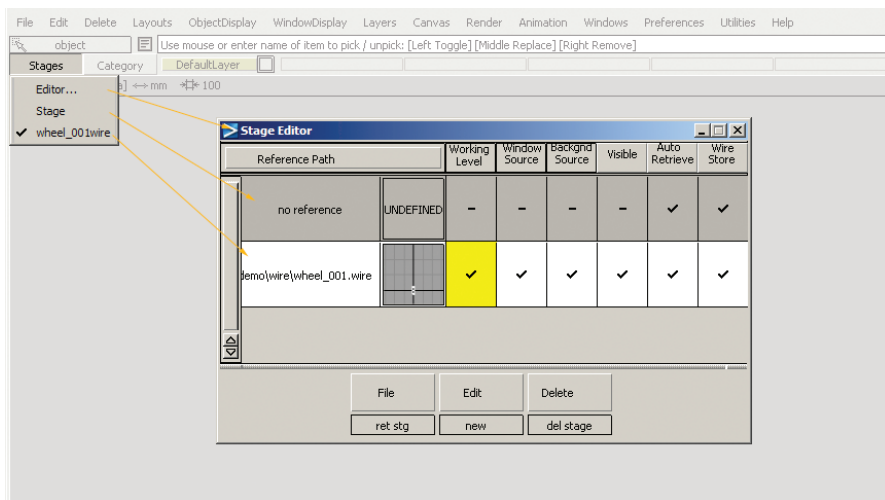 File Edit Delete Layouts ObjectDisplay WindowDisplay Layers Canvas Render Animation Windows Preferences Utilities Help
object Use mouse or enter name of item to pick / unpick: [Left Toggle] [Middle Replace] [Right Remove]
Stages Category DefaultLayer
Editor... a] mm 100
Stage
wheel_001wire
Stage Editor
Reference Path Working Level Window Source Backgnd Source Visible Auto Retrieve Wire Store
no reference UNDEFINED
demo\wire\wheel_001.wire
File Edit Delete
ret stg new del stage